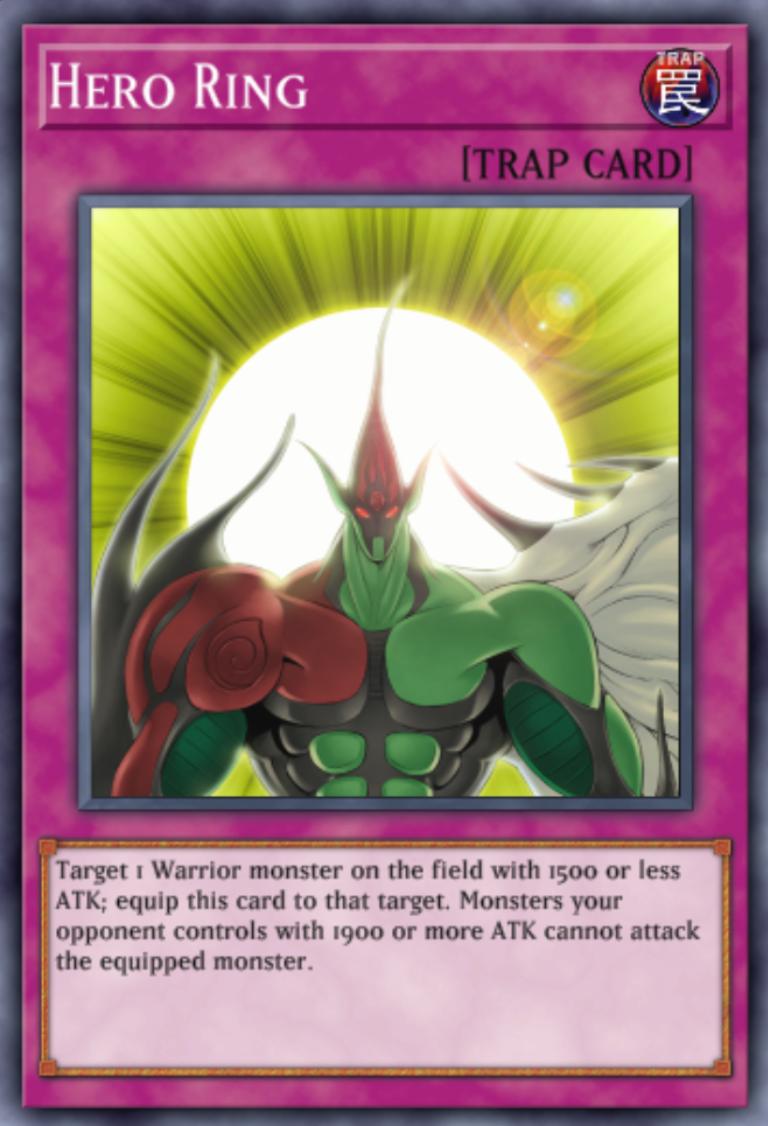 Hero Ring
TRAP
罠
[TRAP CARD]
Target 1 Warrior monster on the field with 1500 or less
ATK; equip this card to that target. Monsters your
opponent controls with 1900 or more ATK cannot attack
the equipped monster.